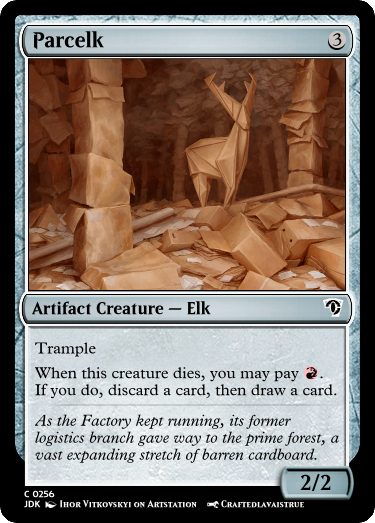 Parcelk 3
Artifact Creature — Elk
Trample
When this creature dies, you may pay R.
If you do, discard a card, then draw a card.
As the Factory kept running, its former
logistics branch gave way to the prime forest, a
vast expanding stretch of barren cardboard.
2/2
C 0256
JDK Ihor Vitkovskyi on Artstation Craftedlavaistrue